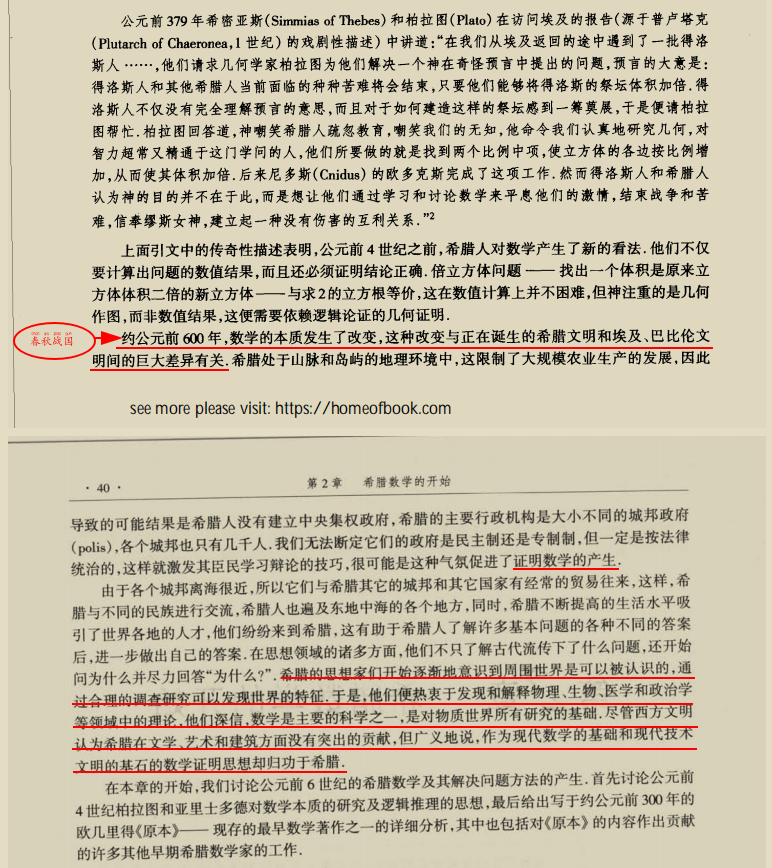 公元前379年希密亚斯(Simmias of Thebes)和柏拉图(Plato)在访问埃及的报告(源于普卢塔克
(Plutarch of Chaeronea,1世纪)的戏剧性描述)中讲道:“在我们从埃及返回的途中遇到了一批得洛
斯人……,他们请求几何学家柏拉图为他们解决一个神在奇怪预言中提出的问题,预言的大意是:
得洛斯人和其他希腊人当前面临的种种苦难将会结束,只要他们能够将得洛斯的祭坛体积加倍.得
洛斯人不仅没有完全理解预言的意思,而且对于如何建造这样的祭坛感到一筹莫展,于是便请柏拉
图帮忙.柏拉图回答道,神嘲笑希腊人疏忽教育,嘲笑我们的无知,他命令我们认真地研究几何,对
智力超常又精通于这门学问的人,他们所要做的就是找到两个比例中项,使立方体的各边按比例增
加,从而使其体积加倍.后来尼多斯(Cnidus)的欧多克斯完成了这项工作.然而得洛斯人和希腊人
认为神的目的并不在于此,而是想让他们通过学习和讨论数学来平息他们的激情,结束战争和苦
难,信奉缪斯女神,建立起一种没有伤害的互利关系.”2
上面引文中的传奇性描述表明,公元前4世纪之前,希腊人对数学产生了新的看法.他们不仅
要计算出问题的数值结果,而且还必须证明结论正确.倍立方体问题——找出一个体积是原来立
方体体积二倍的新立方体——与求2的立方根等价,这在数值计算上并不困难,但神注重的是几何
作图,而非数值结果,这便需要依赖逻辑论证的几何证明.
春秋战国
约公元前600年,数学的本质发生了改变,这种改变与正在诞生的希腊文明和埃及、巴比伦文
明间的巨大差异有关.希腊处于山脉和岛屿的地理环境中,这限制了大规模农业生产的发展,因此
see more please visit: https://homeofbook.com
· 40 · 第2章 希腊数学的开始
导致的可能结果是希腊人没有建立中央集权政府,希腊的主要行政机构是大小不同的城邦政府
(polis),各个城邦也只有几千人.我们无法断定它们的政府是民主制还是专制制,但一定是按法律
统治的,这样就激发其臣民学习辩论的技巧,很可能是这种气氛促进了证明数学的产生.
由于各个城邦离海很近,所以它们与希腊其它的城邦和其它国家有经常的贸易往来,这样,希
腊与不同的民族进行交流,希腊人也遍及东地中海的各个地方,同时,希腊不断提高的生活水平吸
引了世界各地的人才,他们纷纷来到希腊,这有助于希腊人了解许多基本问题的各种不同的答案
后,进一步做出自己的答案.在思想领域的诸多方面,他们不只了解古代流传下了什么问题,还开始
问为什么并尽力回答“为什么?”.希腊的思想家们开始逐渐地意识到周围世界是可以被认识的,通
过合理的调查研究可以发现世界的特征.于是,他们便热衷于发现和解释物理、生物、医学和政治学
等领域中的理论,他们深信,数学是主要的科学之一,是对物质世界所有研究的基础.尽管西方文明
认为希腊在文学、艺术和建筑方面没有突出的贡献,但广义地说,作为现代数学的基础和现代技术
文明的基石的数学证明思想却归功于希腊.
在本章的开始,我们讨论公元前6世纪的希腊数学及其解决问题方法的产生.首先讨论公元前
4世纪柏拉图和亚里士多德对数学本质的研究及逻辑推理的思想,最后给出写于约公元前300年的
欧几里得《原本》——现存的最早数学著作之一的详细分析,其中也包括对《原本》的内容作出贡献
的许多其他早期希腊数学家的工作.